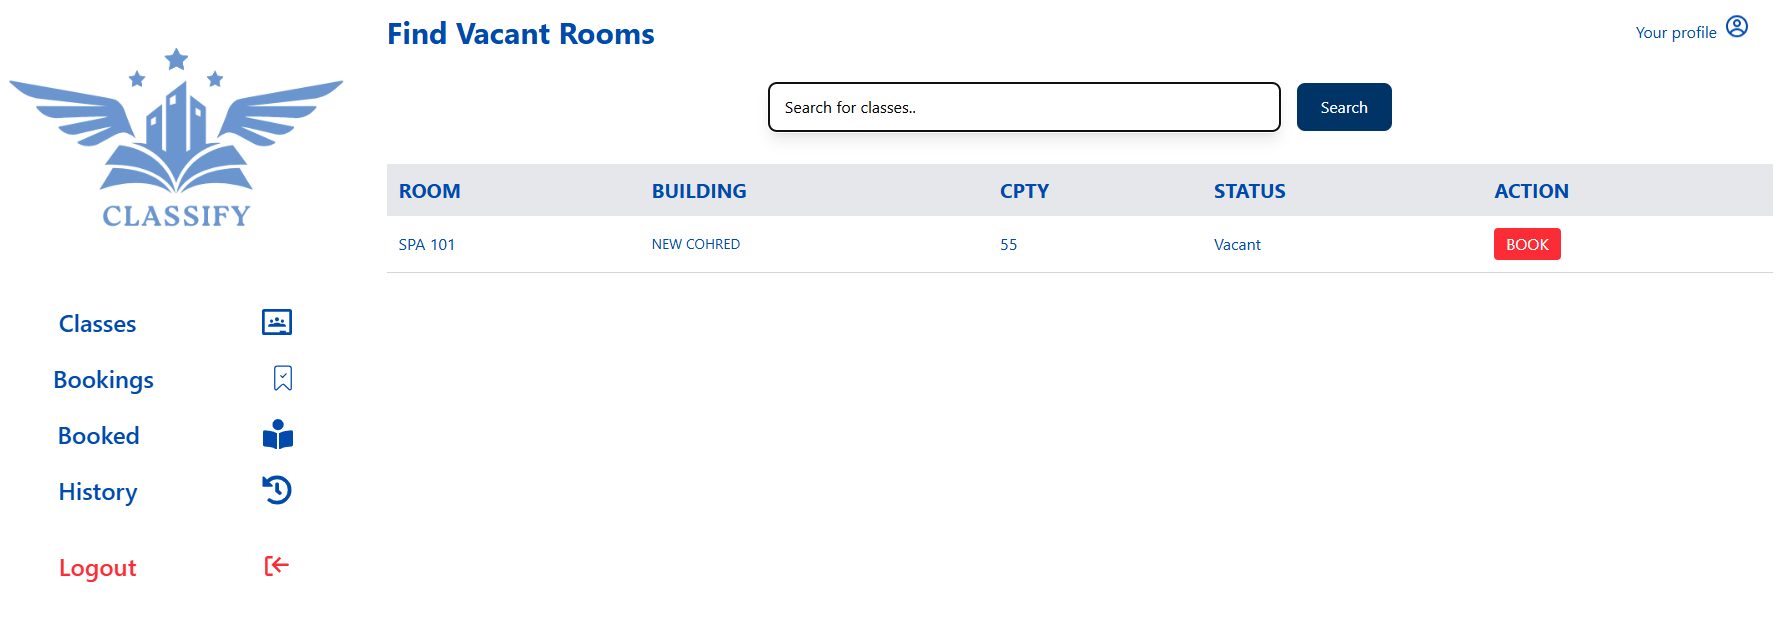 CLASSIFY
Classes
Bookings
Booked
History
Logout
Find Vacant Rooms
Your profile
Search for classes..
Search
ROOM BUILDING CPTY STATUS ACTION
SPA 101 NEW COHRED 55 Vacant BOOK